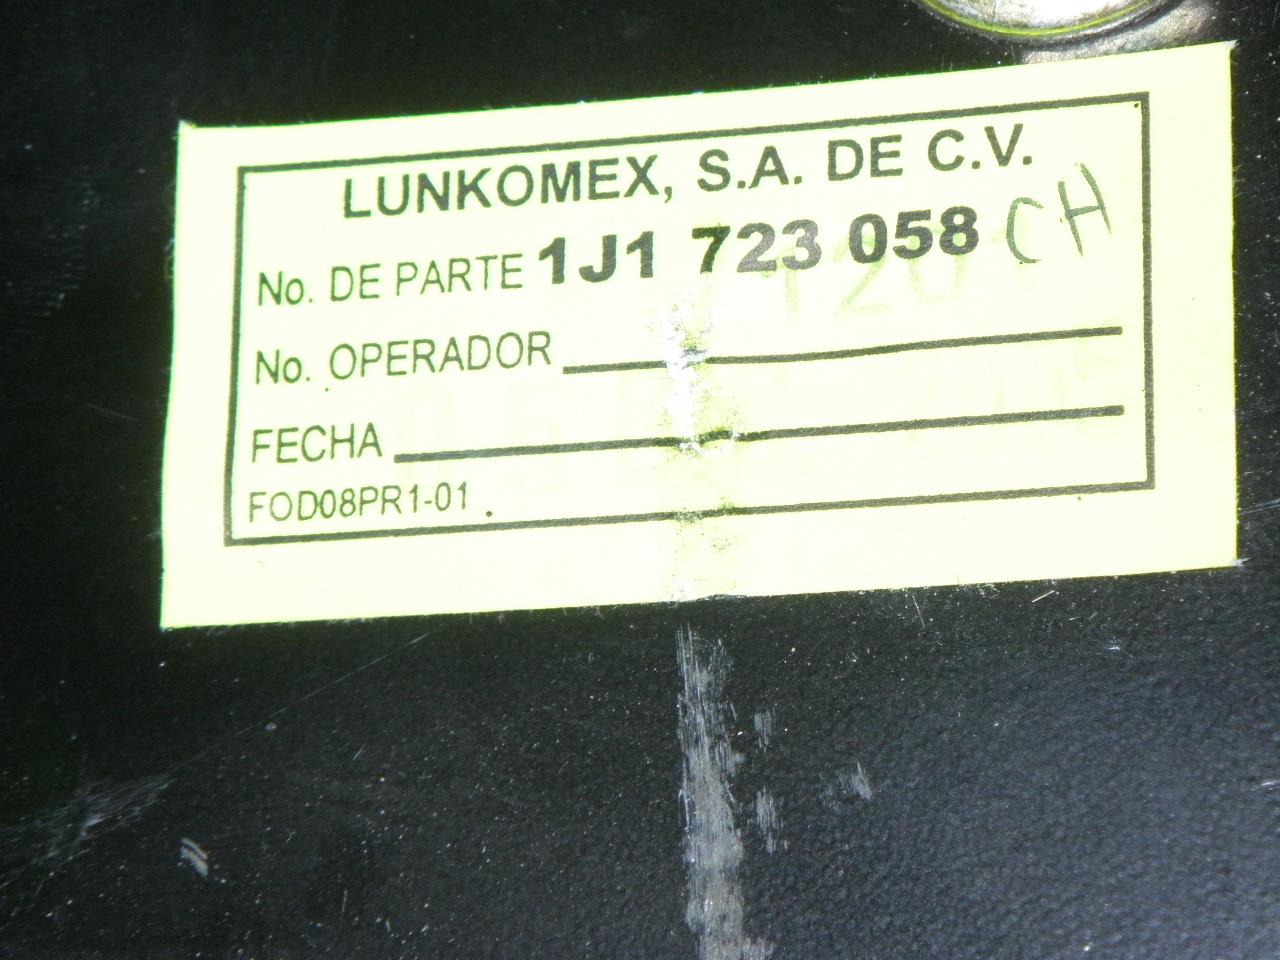 LUNKOMEX, S.A. DE C.V.
No. DE PARTE 1J1 723 058 CH
No. OPERADOR
FECHA
FOD08PR1-01